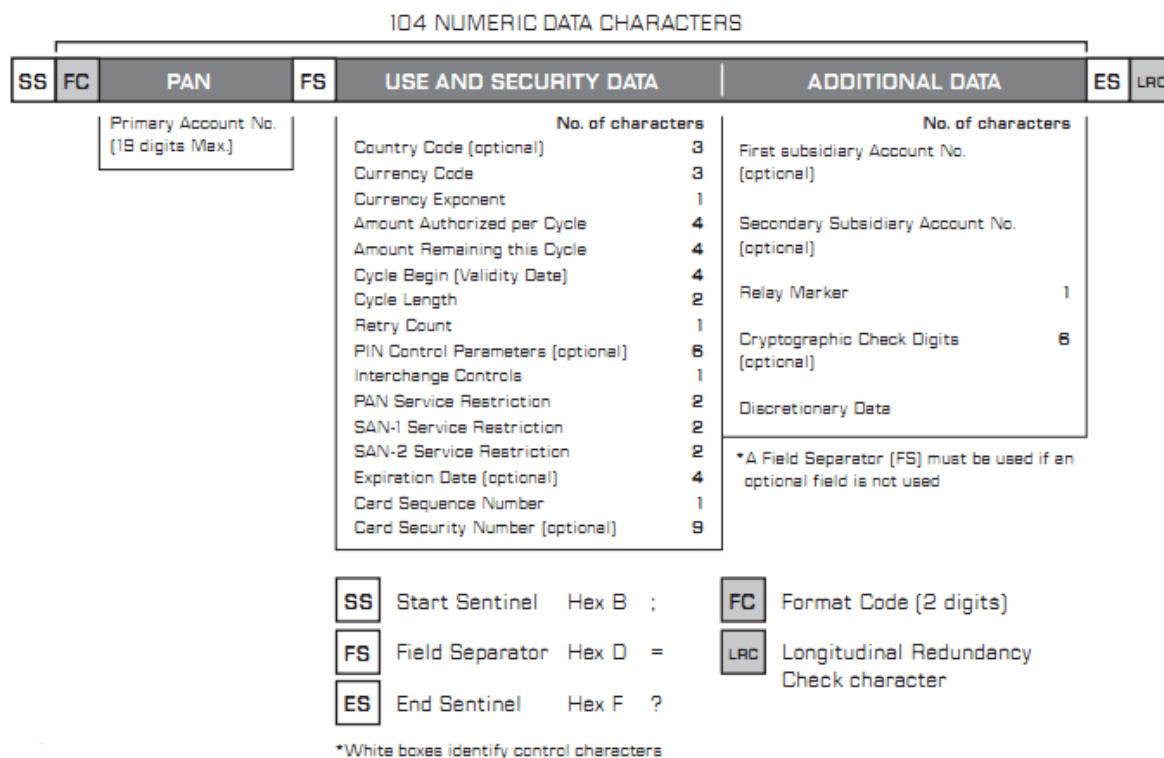 104 NUMERIC DATA CHARACTERS
SS FC PAN FS USE AND SECURITY DATA ADDITIONAL DATA ES LRC
Primary Account No.
(19 digits Max.)
No. of characters
Country Code (optional) 3
Currency Code 3
Currency Exponent 1
Amount Authorized per Cycle 4
Amount Remaining this Cycle 4
Cycle Begin (Validity Date) 4
Cycle Length 2
Retry Count 1
PIN Control Parameters (optional) 6
Interchange Controls 1
PAN Service Restriction 2
SAN-1 Service Restriction 2
SAN-2 Service Restriction 2
Expiration Date (optional) 4
Card Sequence Number 1
Card Security Number (optional) 9
No. of characters
First subsidiary Account No.
(optional)
Secondary Subsidiary Account No.
(optional)
Relay Marker 1
Cryptographic Check Digits 6
(optional)
Discretionary Data
*A Field Separator (FS) must be used if an
optional field is not used
SS Start Sentinel Hex B ;
FS Field Separator Hex D =
ES End Sentinel Hex F ?
FC Format Code (2 digits)
LRC Longitudinal Redundancy
Check character
*White boxes identify control characters